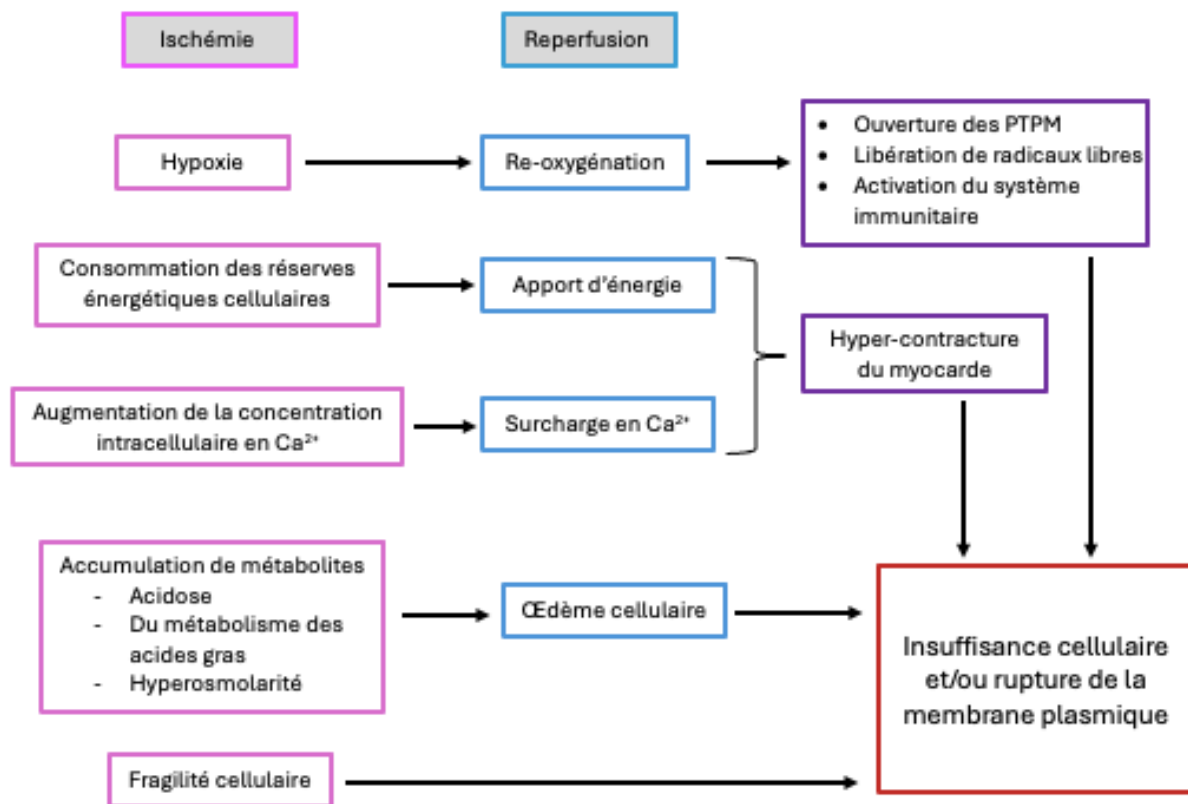 Ischémie
Reperfusion
Hypoxie
Re-oxygénation
• Ouverture des PTPM
• Libération de radicaux libres
• Activation du système
immunitaire
Consommation des réserves
énergétiques cellulaires
Apport d'énergie
Hyper-contracture
du myocarde
Augmentation de la concentration
intracellulaire en Ca²⁺
Surcharge en Ca²⁺
Accumulation de métabolites
- Acidose
- Du métabolisme des
acides gras
- Hyperosmolarité
Œdème cellulaire
Insuffisance cellulaire
et/ou rupture de la
membrane plasmique
Fragilité cellulaire